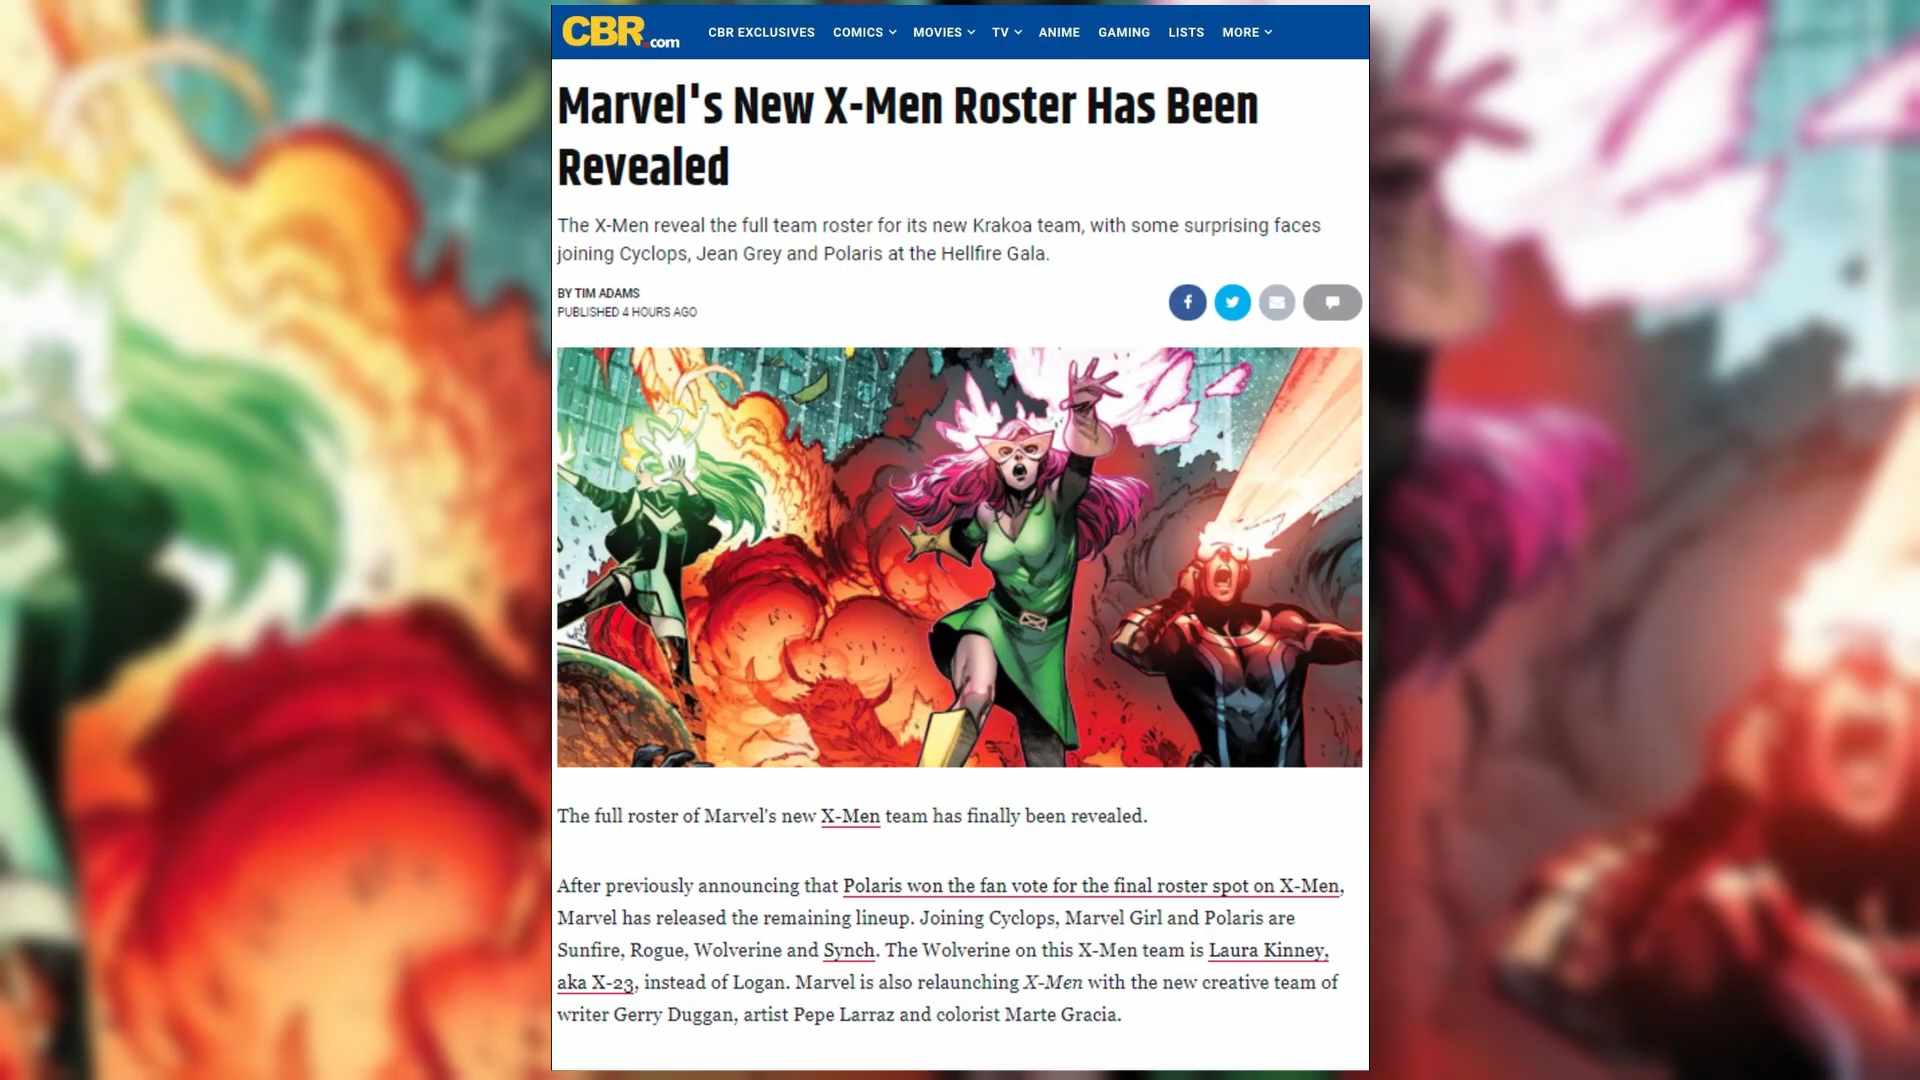 CBR.com
CBR EXCLUSIVES COMICS MOVIES TV ANIME GAMING LISTS MORE
Marvel's New X-Men Roster Has Been
Revealed
The X-Men reveal the full team roster for its new Krakoa team, with some surprising faces
joining Cyclops, Jean Grey and Polaris at the Hellfire Gala.
BY TIM ADAMS
PUBLISHED 4 HOURS AGO
The full roster of Marvel's new X-Men team has finally been revealed.
After previously announcing that Polaris won the fan vote for the final roster spot on X-Men,
Marvel has released the remaining lineup. Joining Cyclops, Marvel Girl and Polaris are
Sunfire, Rogue, Wolverine and Synch. The Wolverine on this X-Men team is Laura Kinney,
aka X-23, instead of Logan. Marvel is also relaunching X-Men with the new creative team of
writer Gerry Duggan, artist Pepe Larraz and colorist Marte Gracia.